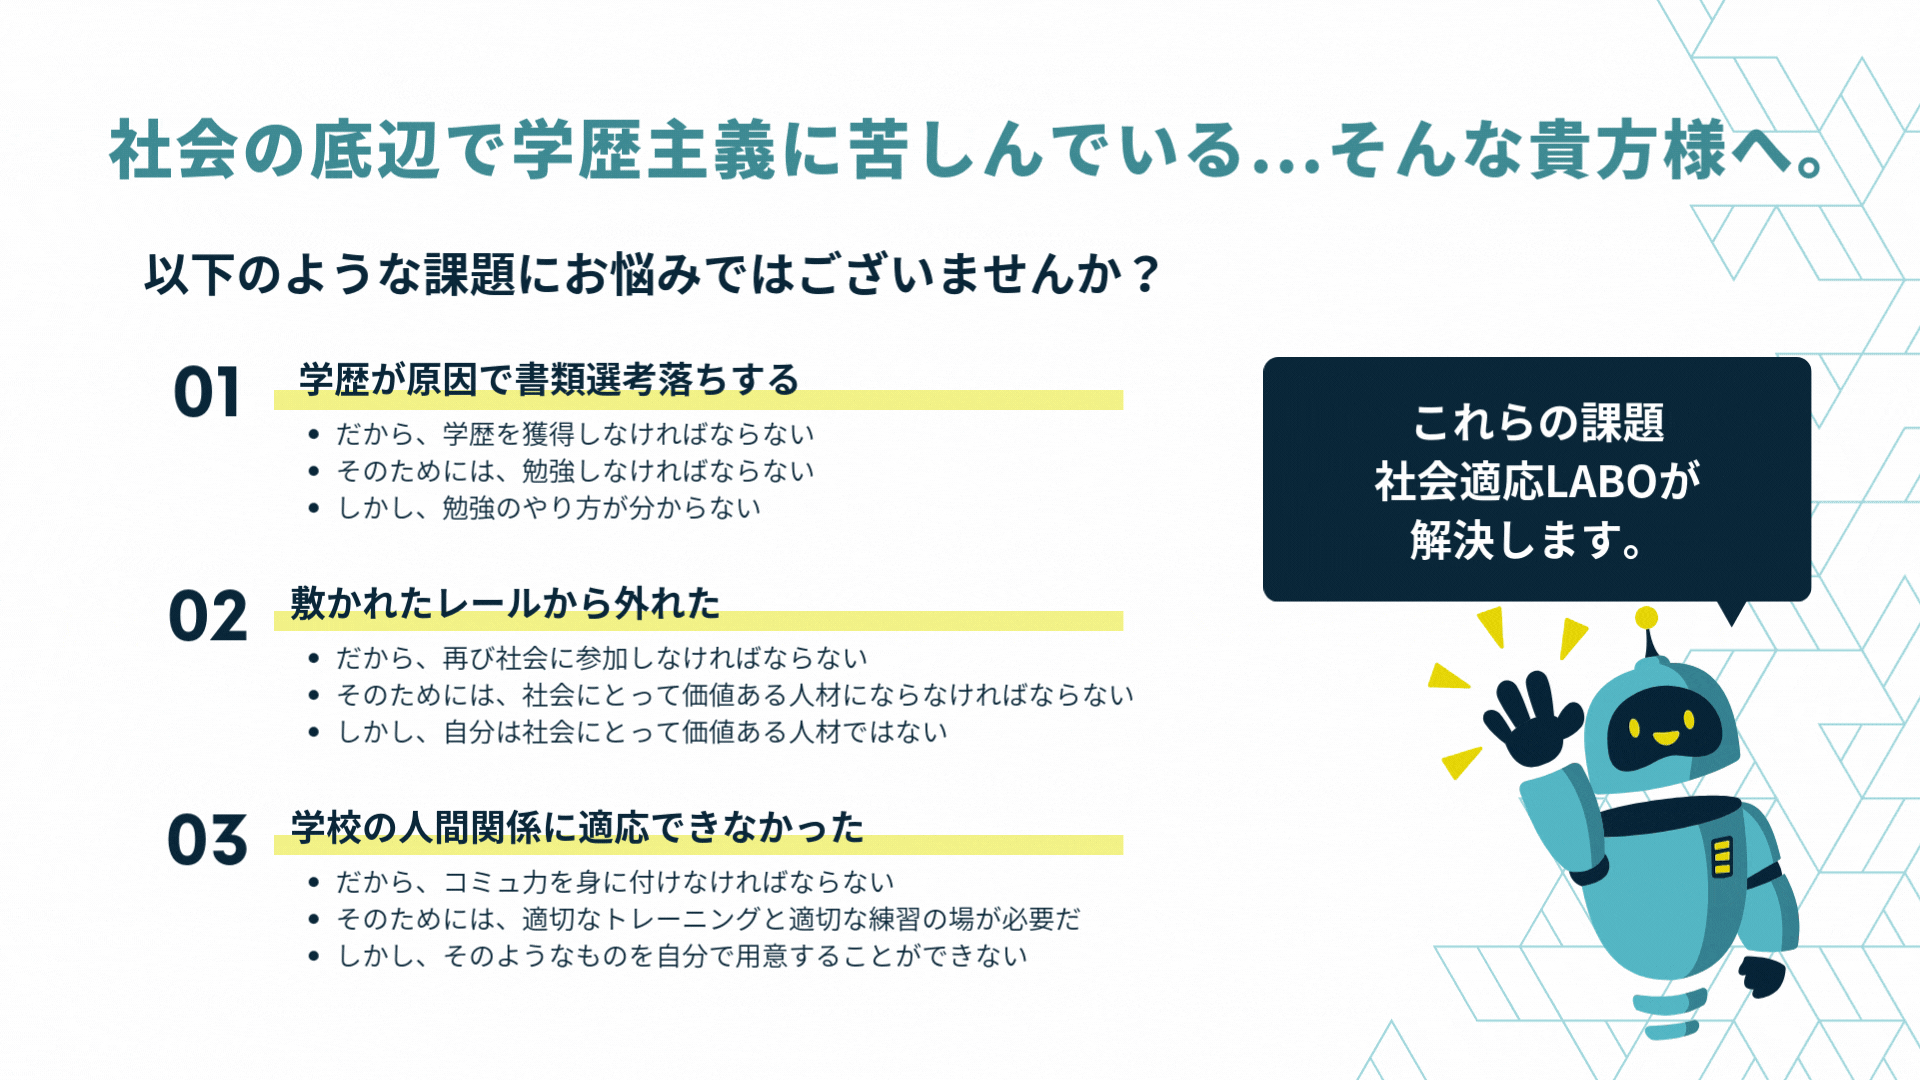 社会の底辺で学歴主義に苦しんでいる...そんな貴方様へ。
以下のような課題にお悩みではございませんか？
01 学歴が原因で書類選考落ちする
• だから、学歴を獲得しなければならない
• そのためには、勉強しなければならない
• しかし、勉強のやり方が分からない
02 敷かれたレールから外れた
• だから、再び社会に参加しなければならない
• そのためには、社会にとって価値ある人材にならなければならない
• しかし、自分は社会にとって価値ある人材ではない
03 学校の人間関係に適応できなかった
• だから、コミュ力を身に付けなければならない
• そのためには、適切なトレーニングと適切な練習の場が必要だ
• しかし、そのようなものを自分で用意することができない
これらの課題
社会適応LABOが
解決します。